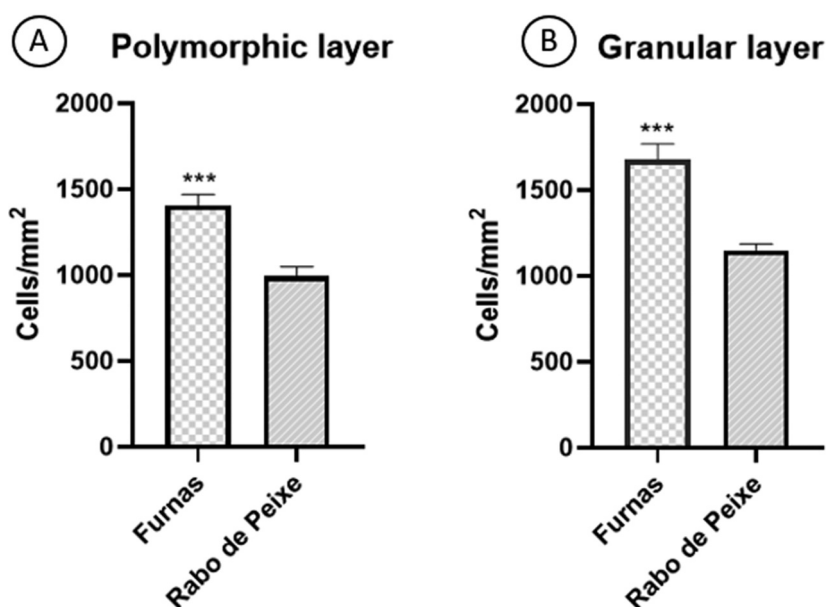 A Polymorphic layer
Cells/mm²
2000
1500
1000
500
0
***
Furnas
Rabo de Peixe
B Granular layer
Cells/mm²
2000
1500
1000
500
0
***
Furnas
Rabo de Peixe